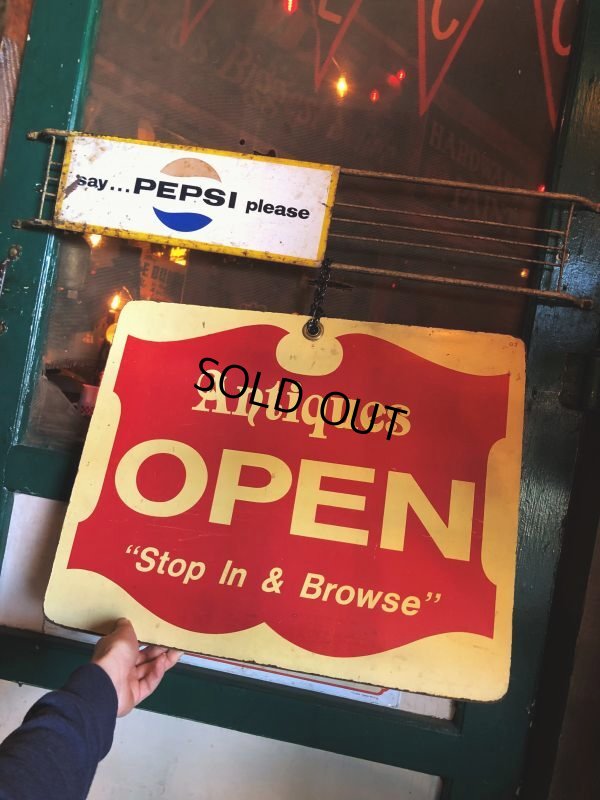 say...PEPSI please
Antiques
SOLD OUT
OPEN
“Stop In & Browse”